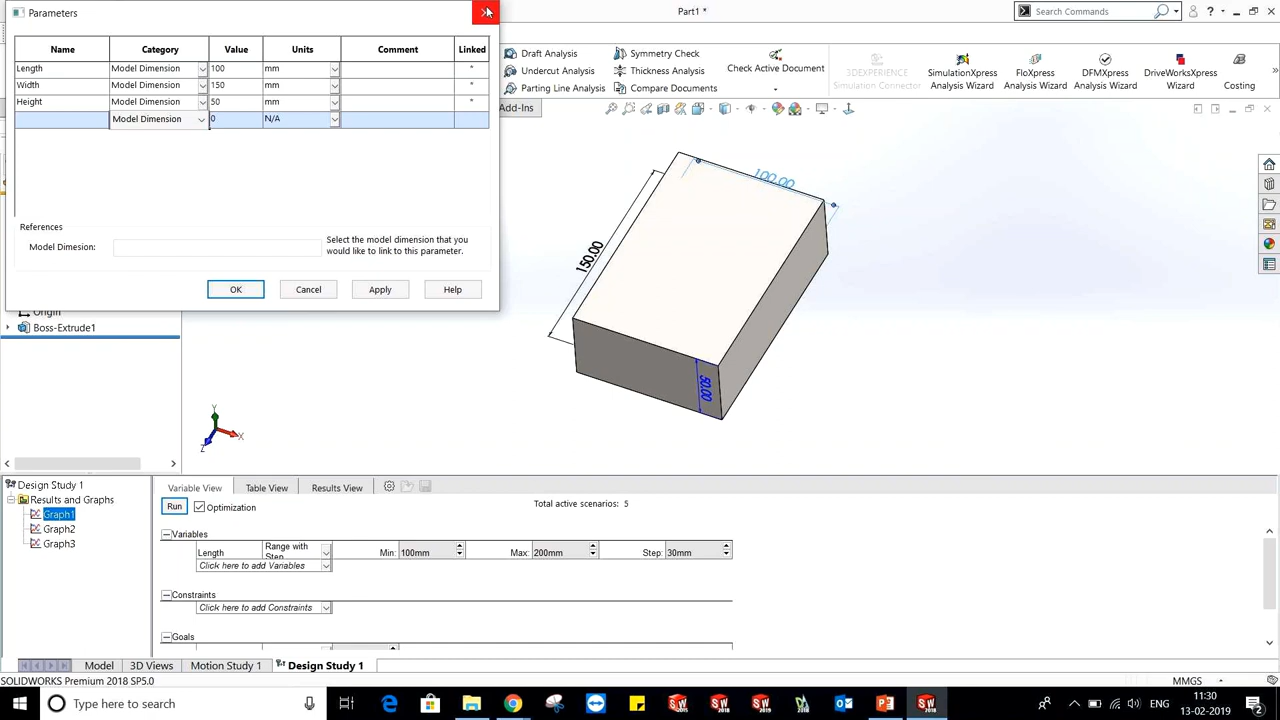 Parameters
Part1 *
Search Commands
Name Category Value Units Comment Linked
Length Model Dimension 100 mm *
Width Model Dimension 150 mm *
Height Model Dimension 50 mm *
Model Dimension 0 N/A
References
Model Dimesion:
Select the model dimension that you
would like to link to this parameter.
OK Cancel Apply Help
Draft Analysis
Undercut Analysis
Parting Line Analysis
Symmetry Check
Thickness Analysis
Compare Documents
Check Active Document
3DEXPERIENCE
Simulation Connector
SimulationXpress
Analysis Wizard
FloXpress
Analysis Wizard
DFMXpress
Analysis Wizard
DriveWorksXpress
Wizard
Costing
Add-Ins
100.00
150.00
50.00
Origin
Boss-Extrude1
Y
X
Z
Design Study 1
Results and Graphs
Graph1
Graph2
Graph3
Variable View Table View Results View
Run Optimization
Total active scenarios: 5
Variables
Length Range with Step Min: 100mm Max: 200mm Step: 30mm
Click here to add Variables
Constraints
Click here to add Constraints
Goals
Model 3D Views Motion Study 1 Design Study 1
SOLIDWORKS Premium 2018 SP5.0
MMGS
Type here to search
ENG
11:30
13-02-2019
2